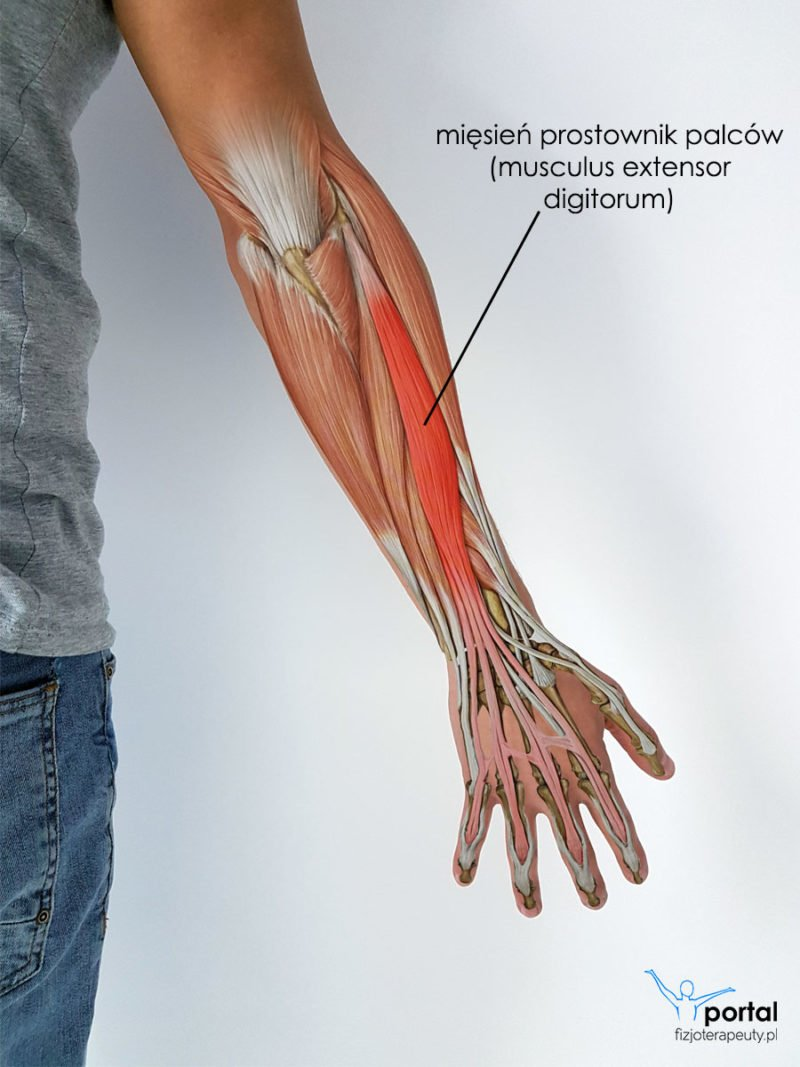 mięsień prostownik palców
(musculus extensor
digitorum)
portal
fizjoterapeuty.pl